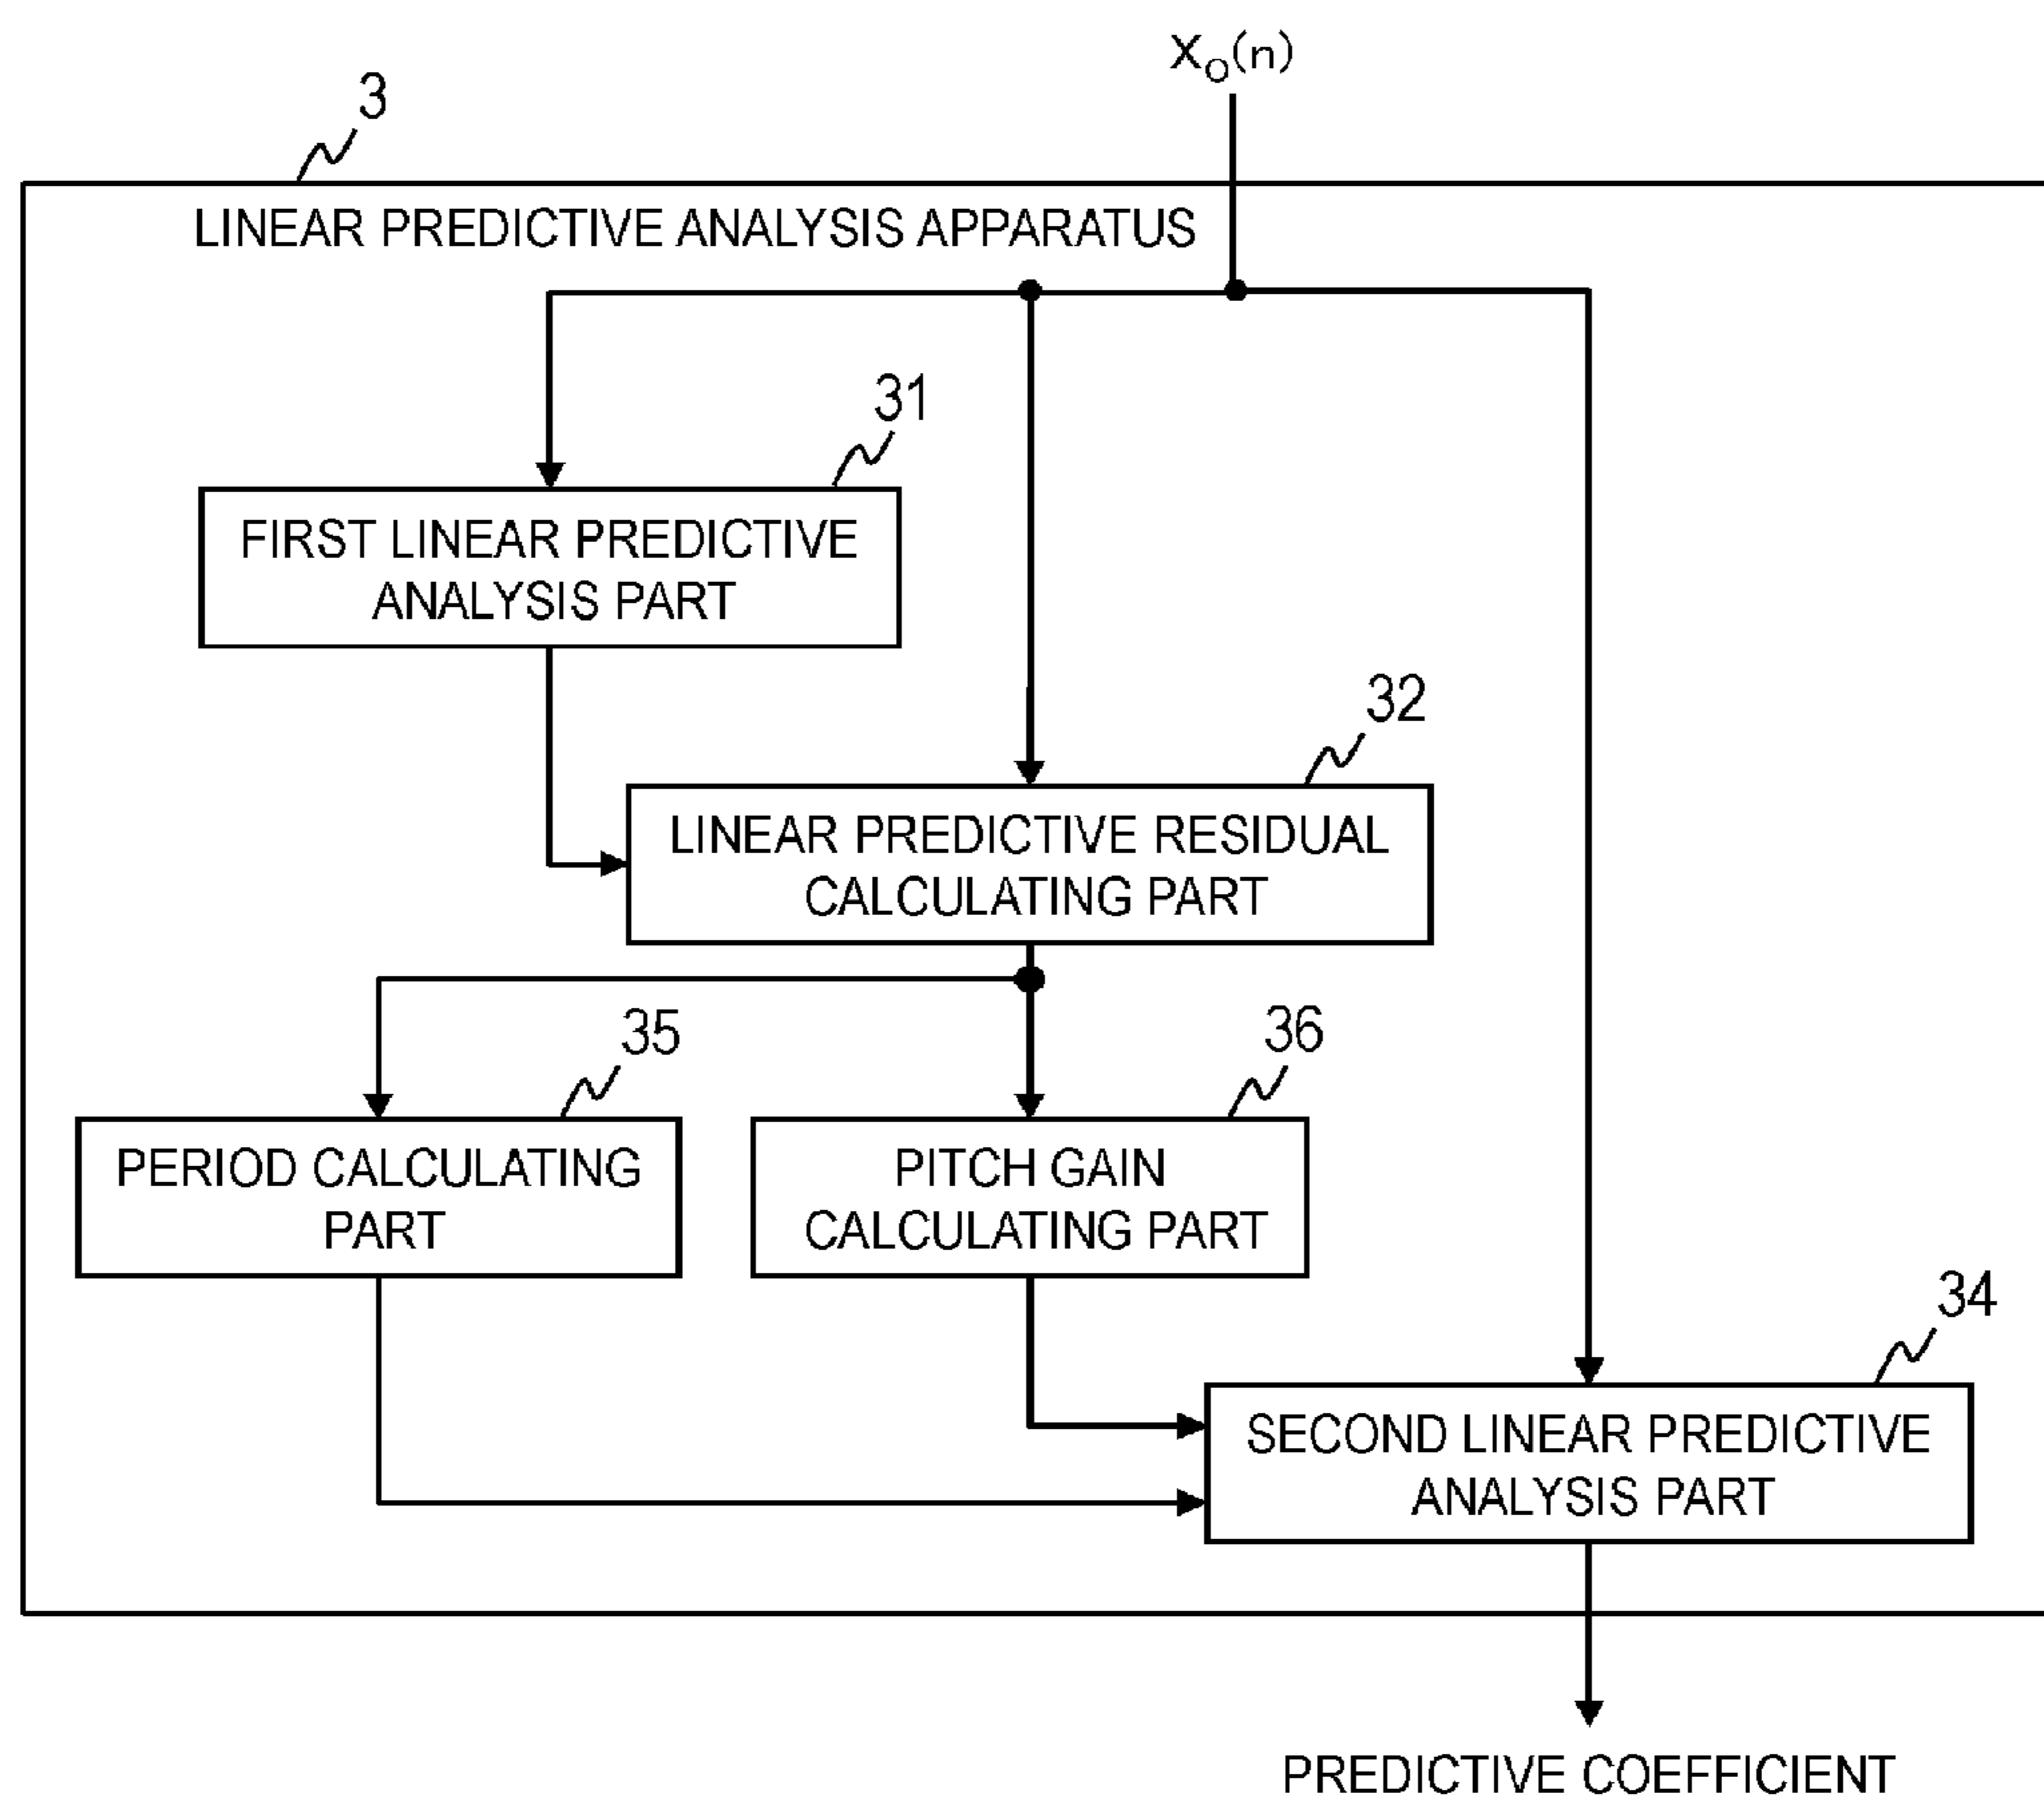 X_O(n)
3
LINEAR PREDICTIVE ANALYSIS APPARATUS
31
FIRST LINEAR PREDICTIVE
ANALYSIS PART
32
LINEAR PREDICTIVE RESIDUAL
CALCULATING PART
35
PERIOD CALCULATING
PART
36
PITCH GAIN
CALCULATING PART
34
SECOND LINEAR PREDICTIVE
ANALYSIS PART
PREDICTIVE COEFFICIENT